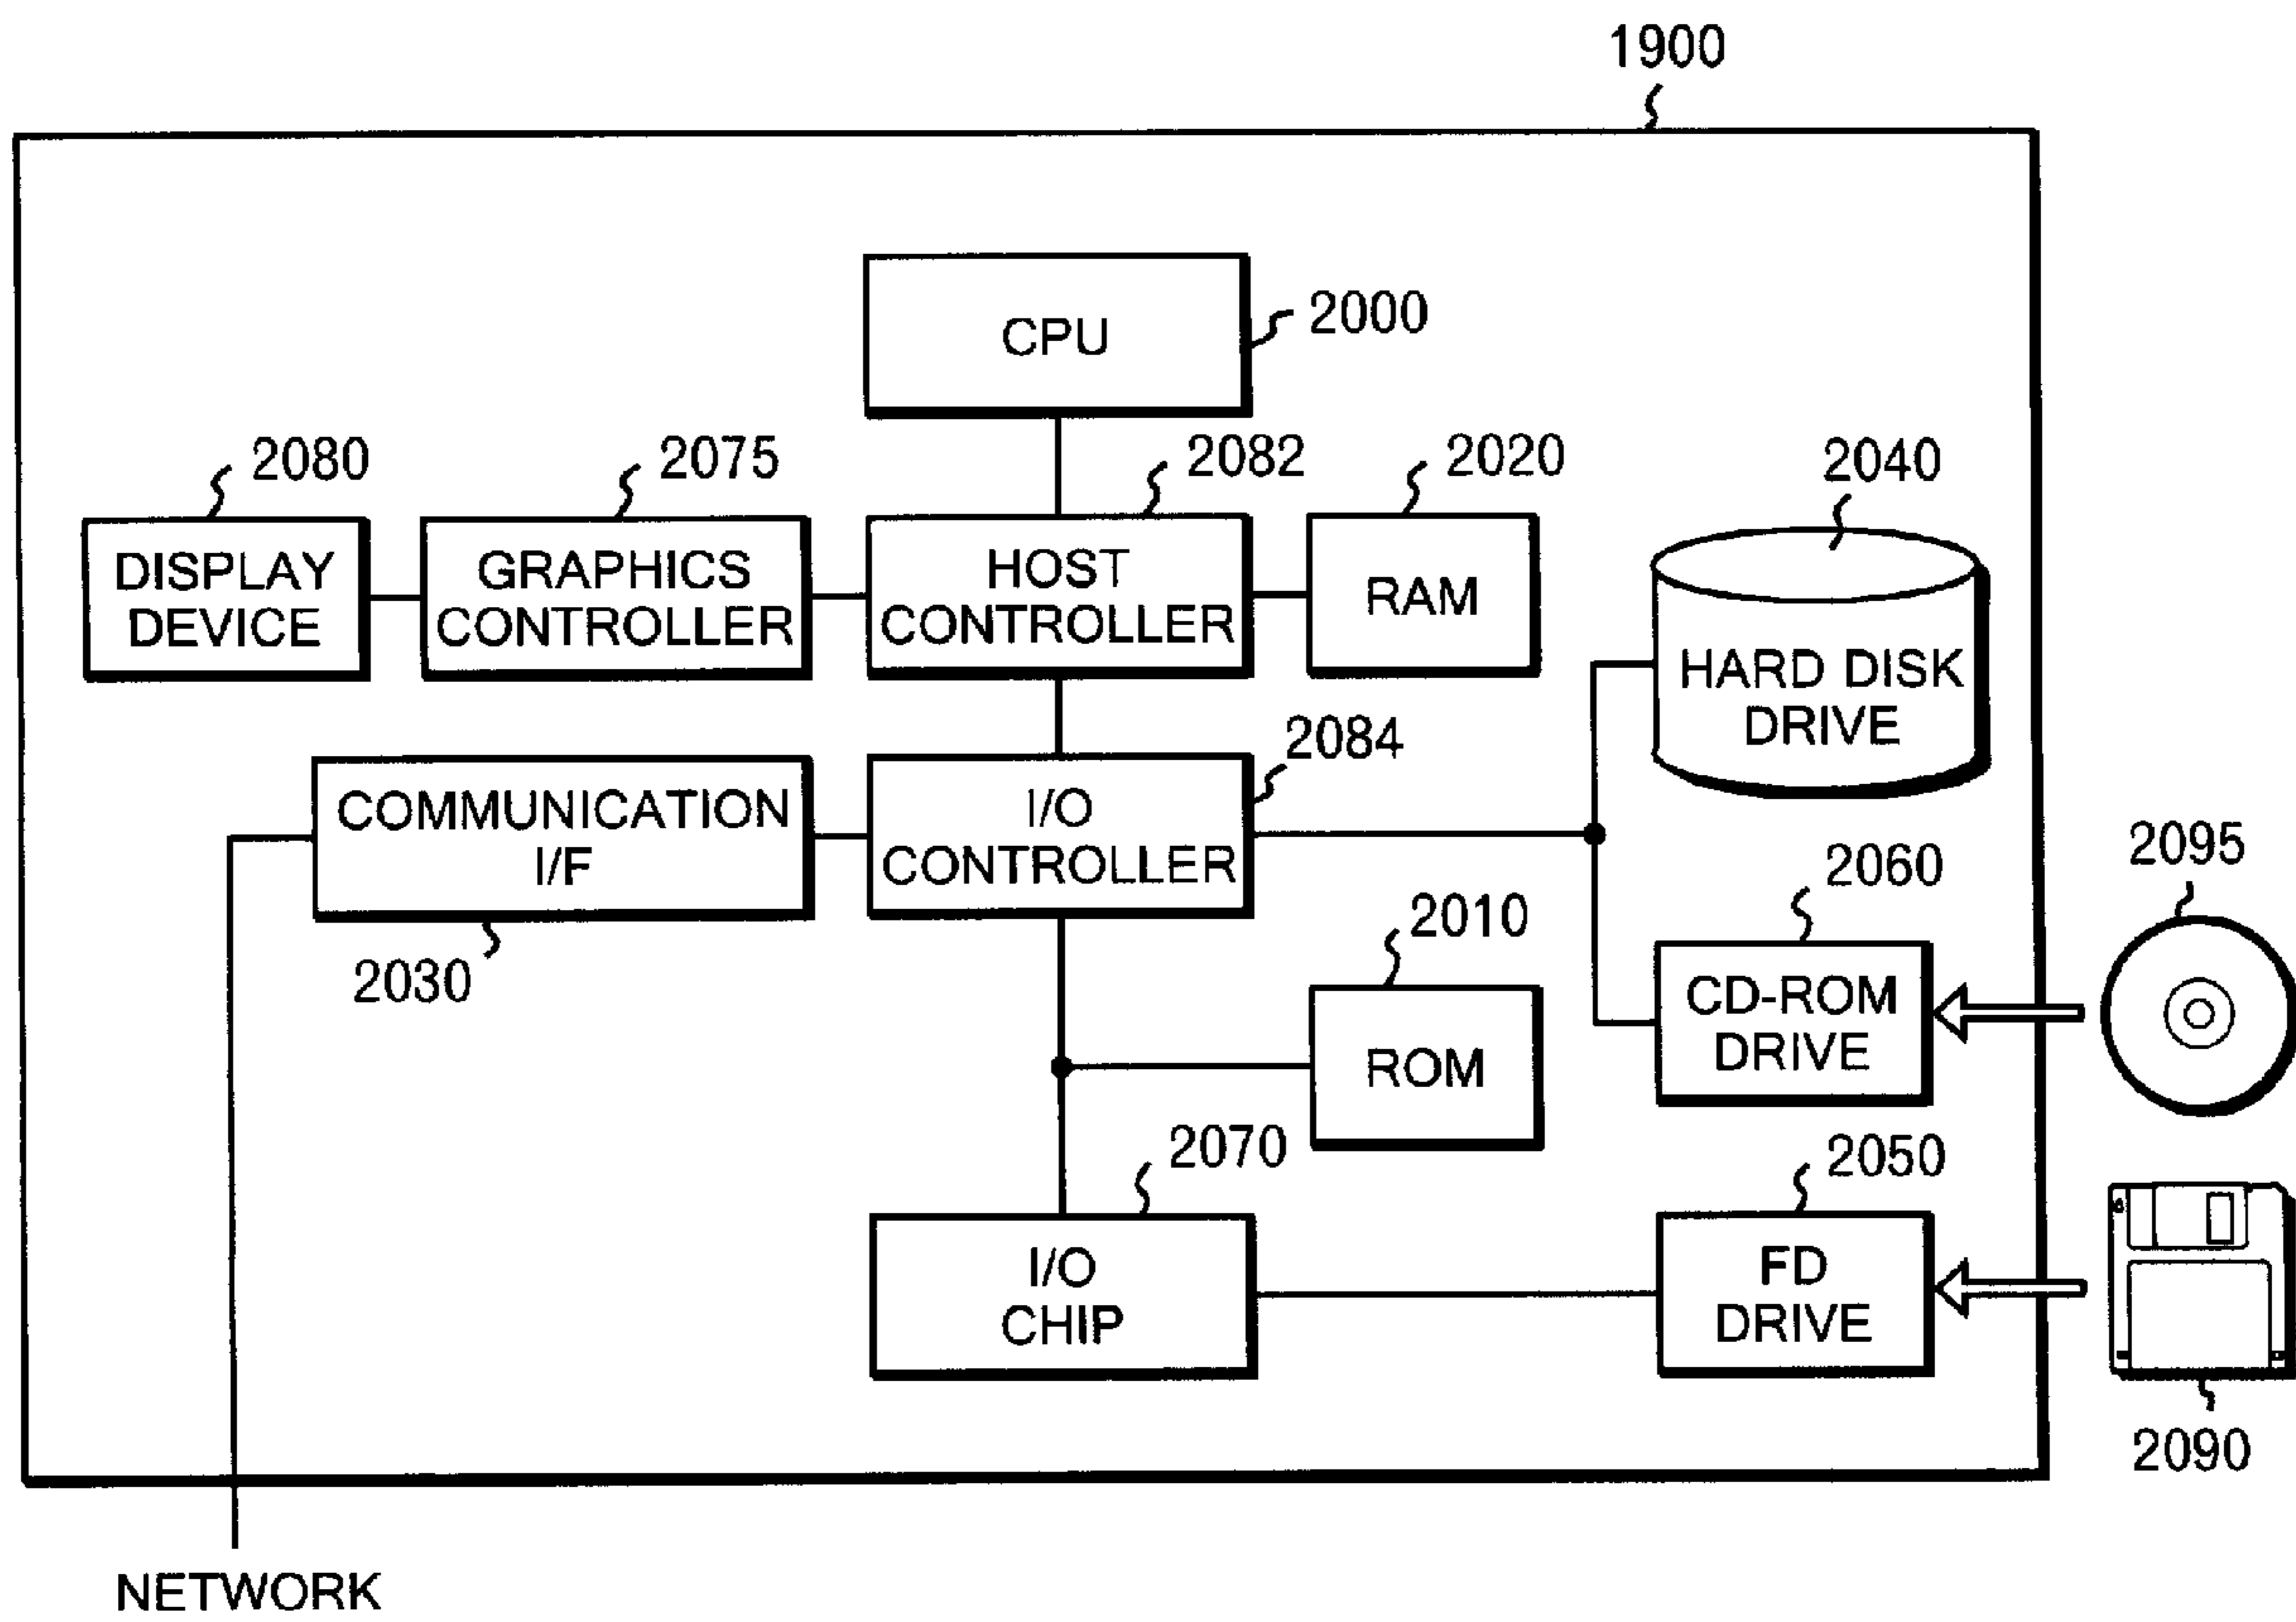 1900
CPU
2000
2080
2075
2082
2020
2040
DISPLAY
DEVICE
GRAPHICS
CONTROLLER
HOST
CONTROLLER
RAM
HARD DISK
DRIVE
2084
COMMUNICATION
I/F
I/O
CONTROLLER
2030
2060
2095
2010
CD-ROM
DRIVE
ROM
2070
2050
I/O
CHIP
FD
DRIVE
2090
NETWORK